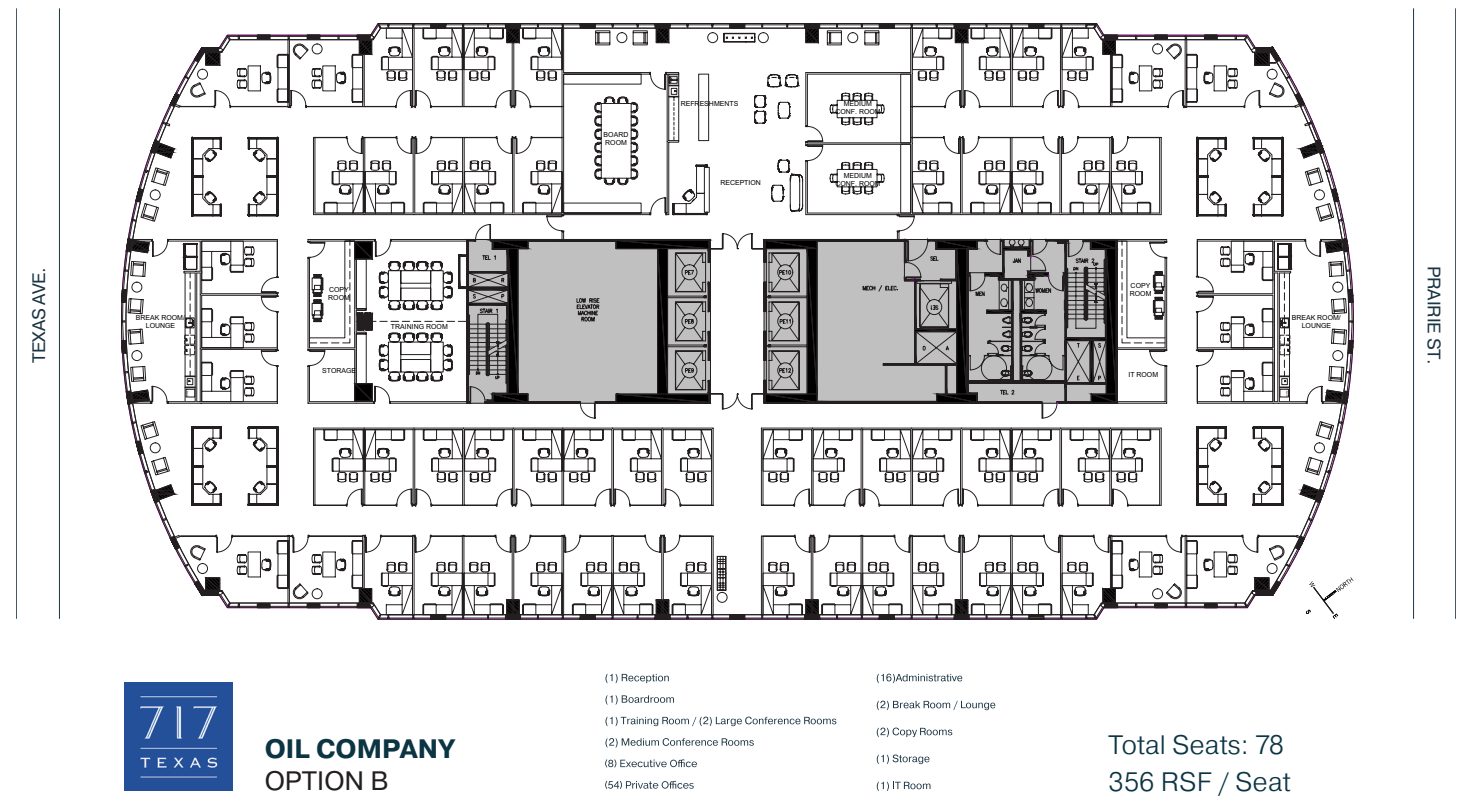 MEDIUM
CONF. ROOM
REFRESHMENTS
BOARD
ROOM
MEDIUM
CONF. ROOM
RECEPTION
TEL 1
S P
STAIR 1
DN
UP
LOW RISE
ELEVATOR
MACHINE
ROOM
PE7
PE8
PE9
PE10
PE11
PE12
MECH / ELEC.
SEL
JAN
STAIR 2
DN
UP
MEN
WOMEN
TEL 2
COPY
ROOM
TRAINING ROOM
STORAGE
BREAK ROOM/
LOUNGE
COPY
ROOM
IT ROOM
BREAK ROOM/
LOUNGE
TEXAS AVE.
PRAIRIE ST.
W
NORTH
S
E
717
TEXAS
OIL COMPANY
OPTION B
(1) Reception
(1) Boardroom
(1) Training Room / (2) Large Conference Rooms
(2) Medium Conference Rooms
(8) Executive Office
(54) Private Offices
(16)Administrative
(2) Break Room / Lounge
(2) Copy Rooms
(1) Storage
(1) IT Room
Total Seats: 78
356 RSF / Seat